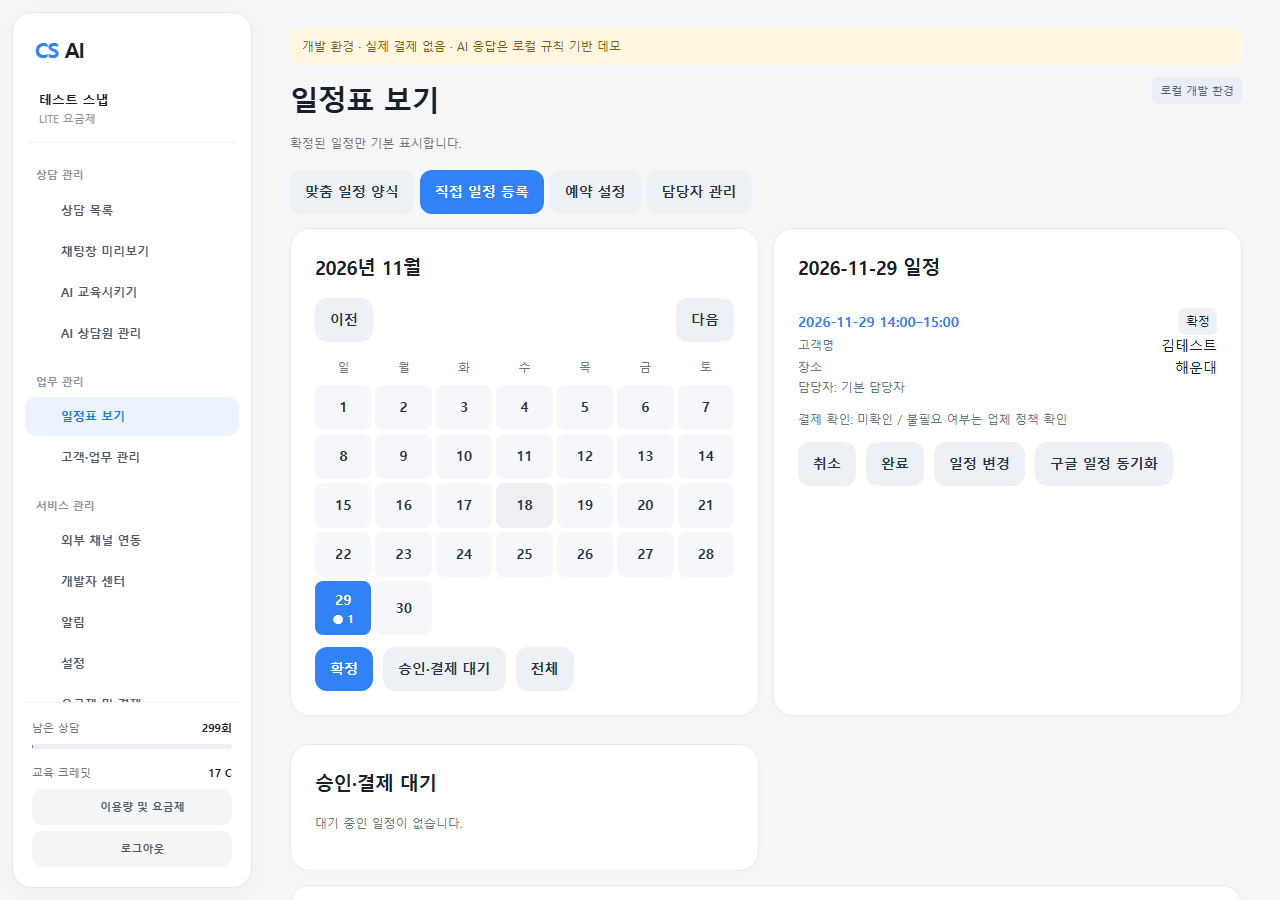 CS AI
테스트 스냅
LITE 요금제
상담 관리
상담 목록
채팅창 미리보기
AI 교육시키기
AI 상담원 관리
업무 관리
일정표 보기
고객·업무 관리
서비스 관리
외부 채널 연동
개발자 센터
알림
설정
남은 상담 299회
교육 크레딧 17 C
이용량 및 요금제
로그아웃
개발 환경 · 실제 결제 없음 · AI 응답은 로컬 규칙 기반 데모
일정표 보기
로컬 개발 환경
확정된 일정만 기본 표시합니다.
맞춤 일정 양식 직접 일정 등록 예약 설정 담당자 관리
2026년 11월
이전 다음
일 월 화 수 목 금 토
1 2 3 4 5 6 7
8 9 10 11 12 13 14
15 16 17 18 19 20 21
22 23 24 25 26 27 28
29 30
● 1
확정 승인·결제 대기 전체
2026-11-29 일정
2026-11-29 14:00–15:00 확정
고객명 김테스트
장소 해운대
담당자: 기본 담당자
결제 확인: 미확인 / 불필요 여부는 업체 정책 확인
취소 완료 일정 변경 구글 일정 동기화
승인·결제 대기
대기 중인 일정이 없습니다.